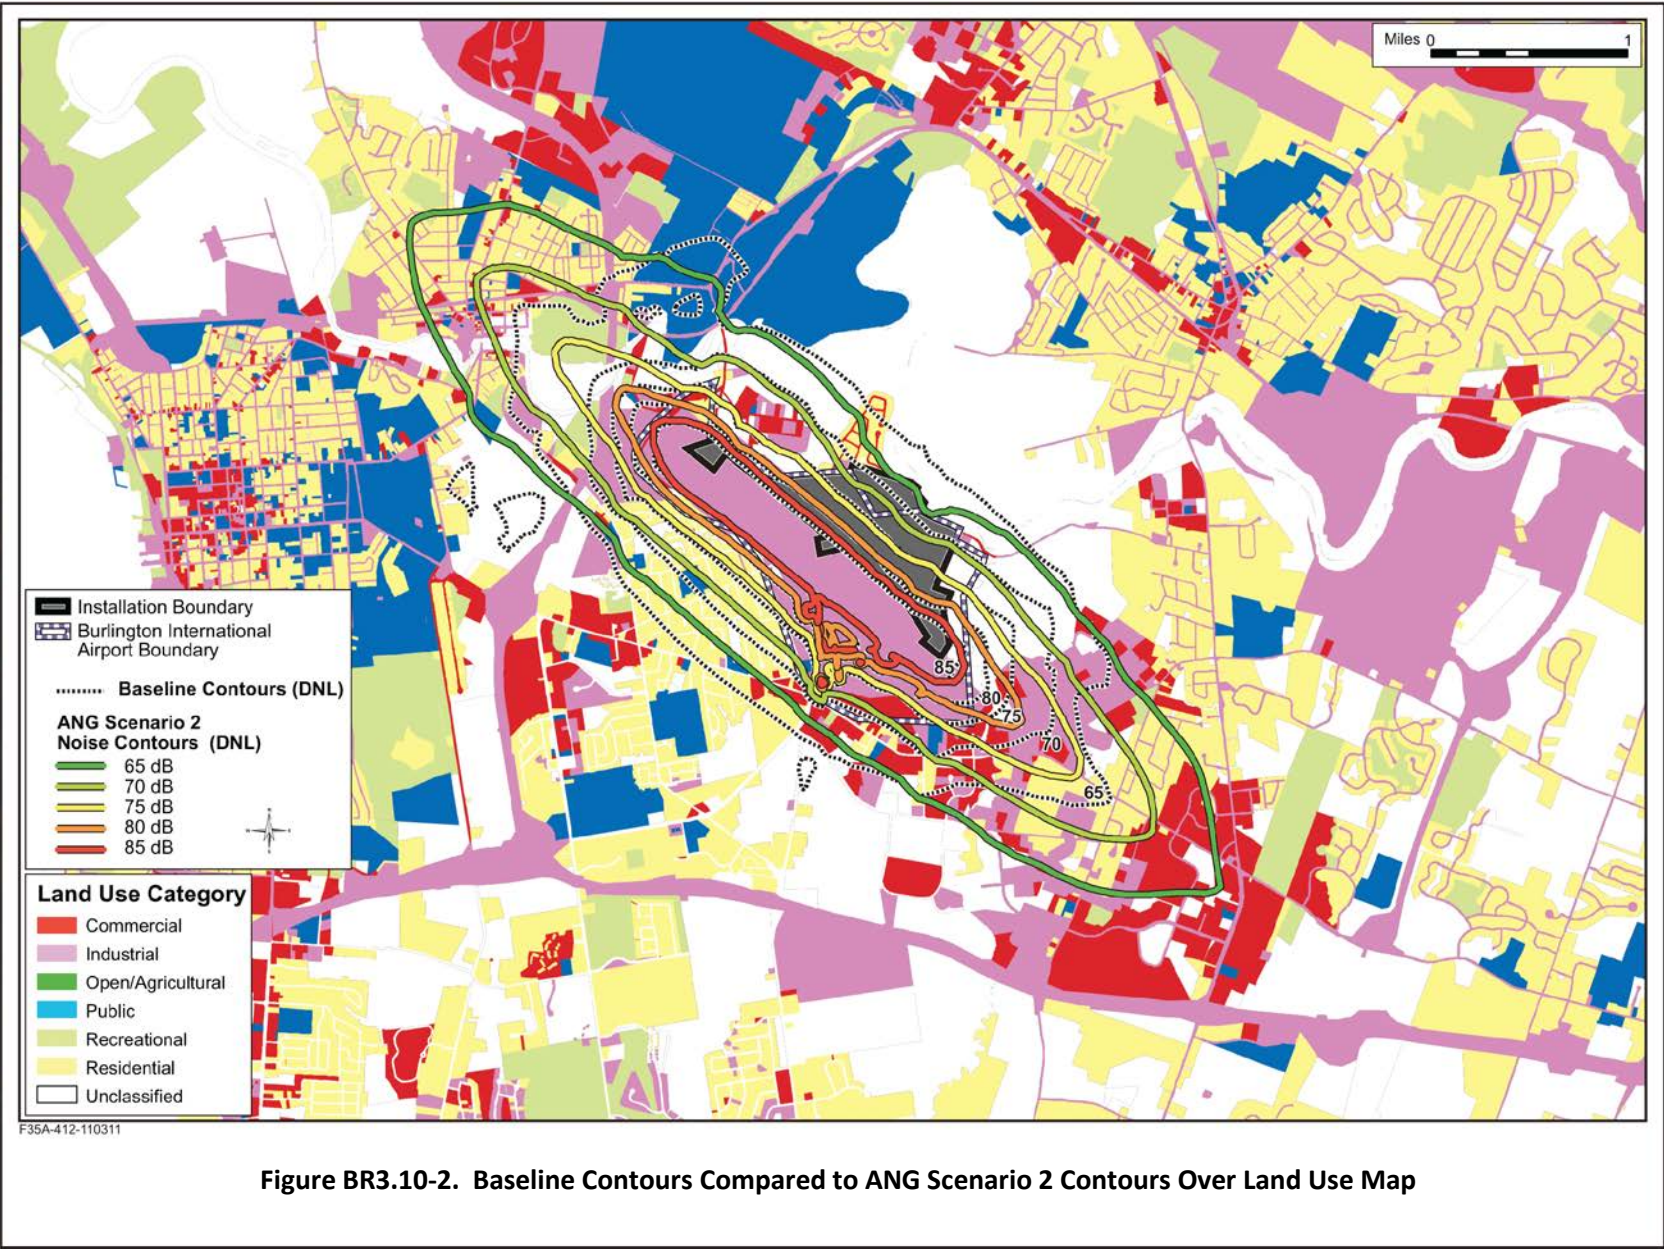 Miles 0 1
Installation Boundary
Burlington International
Airport Boundary
Baseline Contours (DNL)
ANG Scenario 2
Noise Contours (DNL)
65 dB
70 dB
75 dB
80 dB
85 dB
85
80
75
70
65
Land Use Category
Commercial
Industrial
Open/Agricultural
Public
Recreational
Residential
Unclassified
F35A-412-110311
Figure BR3.10-2. Baseline Contours Compared to ANG Scenario 2 Contours Over Land Use Map